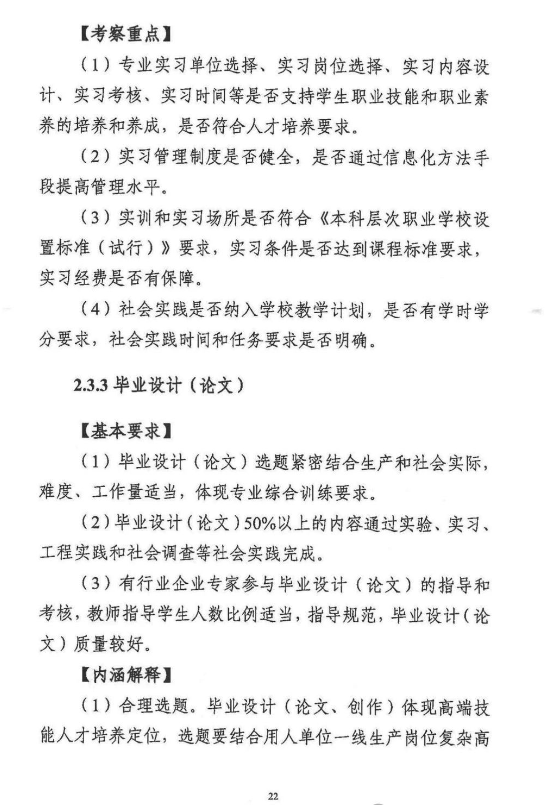 【考察重点】
（1）专业实习单位选择、实习岗位选择、实习内容设
计、实习考核、实习时间等是否支持学生职业技能和职业素
养的培养和养成，是否符合人才培养要求。
（2）实习管理制度是否健全，是否通过信息化方法手
段提高管理水平。
（3）实训和实习场所是否符合《本科层次职业学校设
置标准（试行）》要求，实习条件是否达到课程标准要求，
实习经费是否有保障。
（4）社会实践是否纳入学校教学计划，是否有学时学
分要求，社会实践时间和任务要求是否明确。
2.3.3 毕业设计（论文）
【基本要求】
（1）毕业设计（论文）选题紧密结合生产和社会实际，
难度、工作量适当，体现专业综合训练要求。
（2）毕业设计（论文）50%以上的内容通过实验、实习、
工程实践和社会调查等社会实践完成。
（3）有行业企业专家参与毕业设计（论文）的指导和
考核，教师指导学生人数比例适当，指导规范，毕业设计（论
文）质量较好。
【内涵解释】
（1）合理选题。毕业设计（论文、创作）体现高端技
能人才培养定位，选题要结合用人单位一线生产岗位复杂高
22